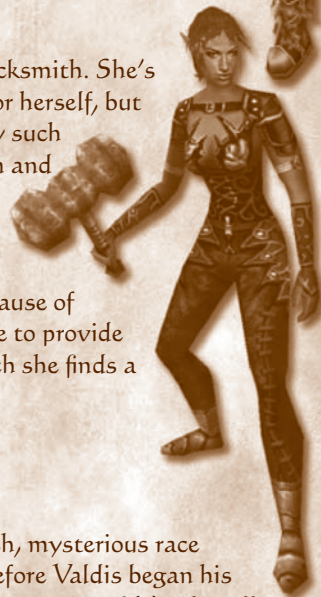 cksmith. She's
or herself, but
y such
n and
ause of
e to provide
ch she finds a
h, mysterious race
efore Valdis began his